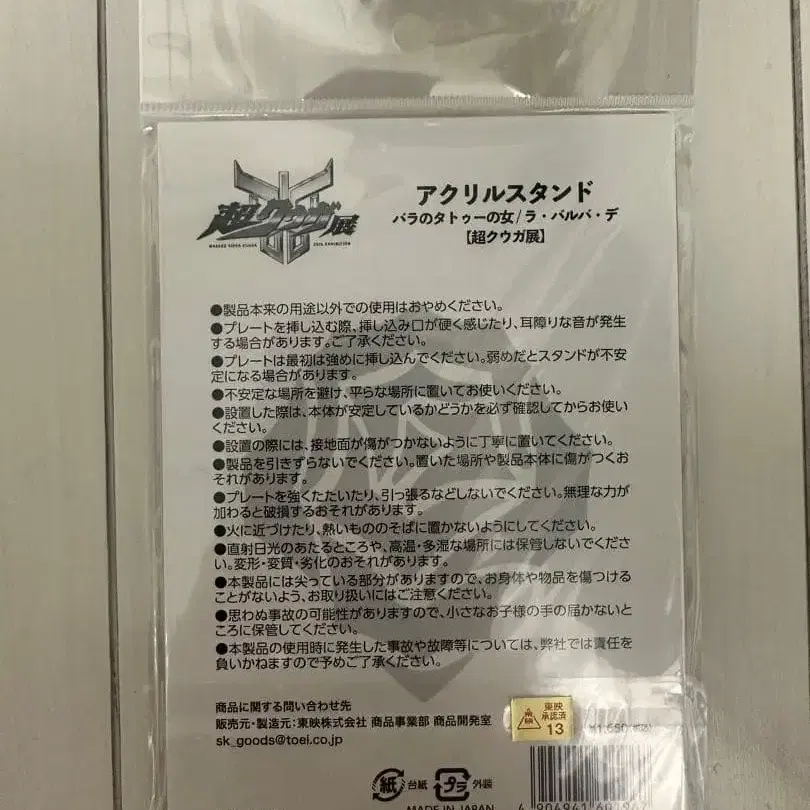 超クウガ展
アクリルスタンド
バラのタトゥーの女/ラ・バルバ・デ
【超クウガ展】
●製品本来の用途以外での使用はおやめください。
●プレートを挿し込む際、挿し込み口が硬く感じたり、耳障りな音が発生
する場合があります。ご了承ください。
●プレートは最初は強めに挿し込んでください。弱めだとスタンドが不安
定になる場合があります。
●不安定な場所を避け、平らな場所に置いてお使いください。
●設置した際は、本体が安定しているかどうかを必ず確認してからお使い
ください。
●設置の際には、接地面が傷がつかないように丁寧に置いてください。
●製品を引きずらないでください。置いた場所や製品本体に傷がつくお
それがあります。
●プレートを強くたたいたり、引っ張るなどしないでください。無理な力が
加わると破損するおそれがあります。
●火に近づけたり、熱いもののそばに置かないようにしてください。
●直射日光のあたるところや、高温・多湿な場所には保管しないでくださ
い。変形・変質・劣化のおそれがあります。
●本製品には尖っている部分がありますので、お身体や物品を傷つける
ことがないよう、お取り扱いにはご注意ください。
●思わぬ事故の可能性がありますので、小さなお子様の手の届かないと
ころに保管してください。
●本製品の使用時に発生した事故や故障等については、弊社では責任を
負いかねますので予めご了承ください。
商品に関する問い合わせ先
販売元・製造元:東映株式会社 商品事業部 商品開発室
sk_goods@toei.co.jp
東映
承認済
13
¥1,650(税込)
紙 台紙 プラ 外装
MADE IN JAPAN